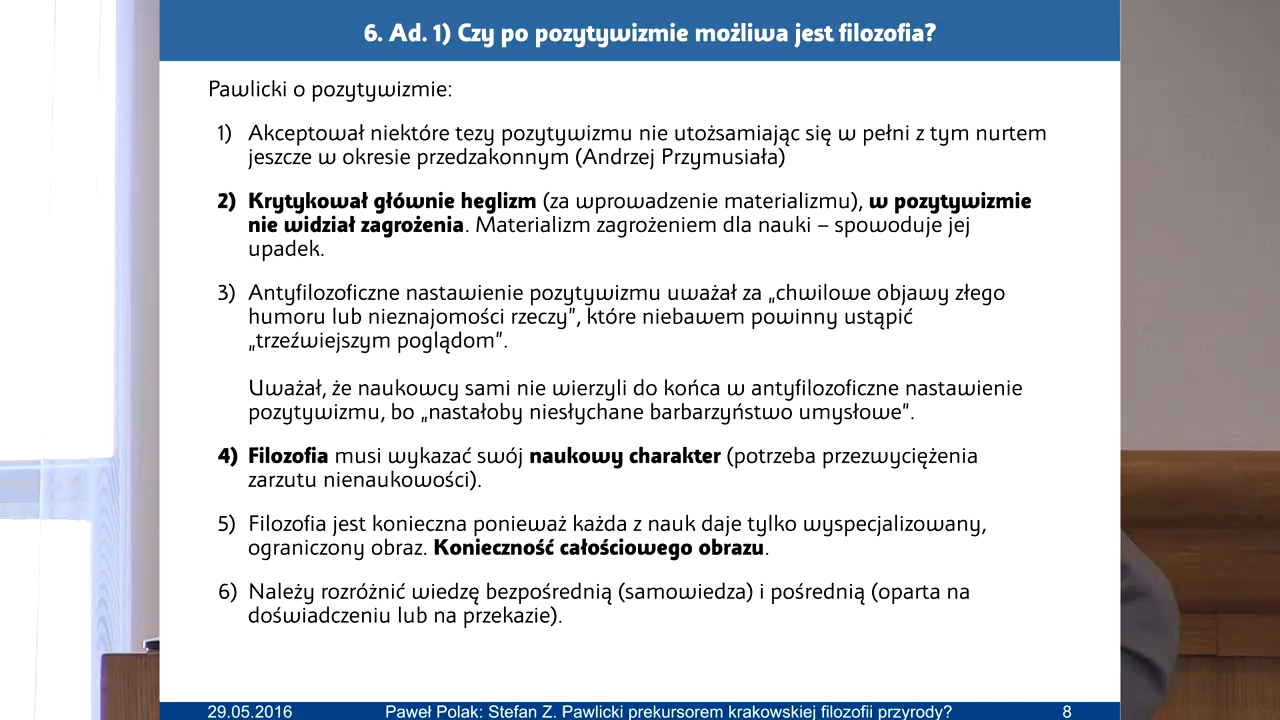 6. Ad. 1) Czy po pozytywizmie możliwa jest filozofia?
Pawlicki o pozytywizmie:
1) Akceptował niektóre tezy pozytywizmu nie utożsamiając się w pełni z tym nurtem
jeszcze w okresie przedzakonnym (Andrzej Przymusiała)
2) Krytykował głównie heglizm (za wprowadzenie materializmu), w pozytywizmie
nie widział zagrożenia. Materializm zagrożeniem dla nauki – spowoduje jej
upadek.
3) Antyfilozoficzne nastawienie pozytywizmu uważał za „chwilowe objawy złego
humoru lub nieznajomości rzeczy”, które niebawem powinny ustąpić
„trzeźwiejszym poglądom”.
Uważał, że naukowcy sami nie wierzyli do końca w antyfilozoficzne nastawienie
pozytywizmu, bo „nastałoby niesłychane barbarzyństwo umysłowe”.
4) Filozofia musi wykazać swój naukowy charakter (potrzeba przezwyciężenia
zarzutu nienaukowości).
5) Filozofia jest konieczna ponieważ każda z nauk daje tylko wyspecjalizowany,
ograniczony obraz. Konieczność całościowego obrazu.
6) Należy rozróżnić wiedzę bezpośrednią (samowiedza) i pośrednią (oparta na
doświadczeniu lub na przekazie).
29.05.2016 Paweł Polak: Stefan Z. Pawlicki prekursorem krakowskiej filozofii przyrody? 8